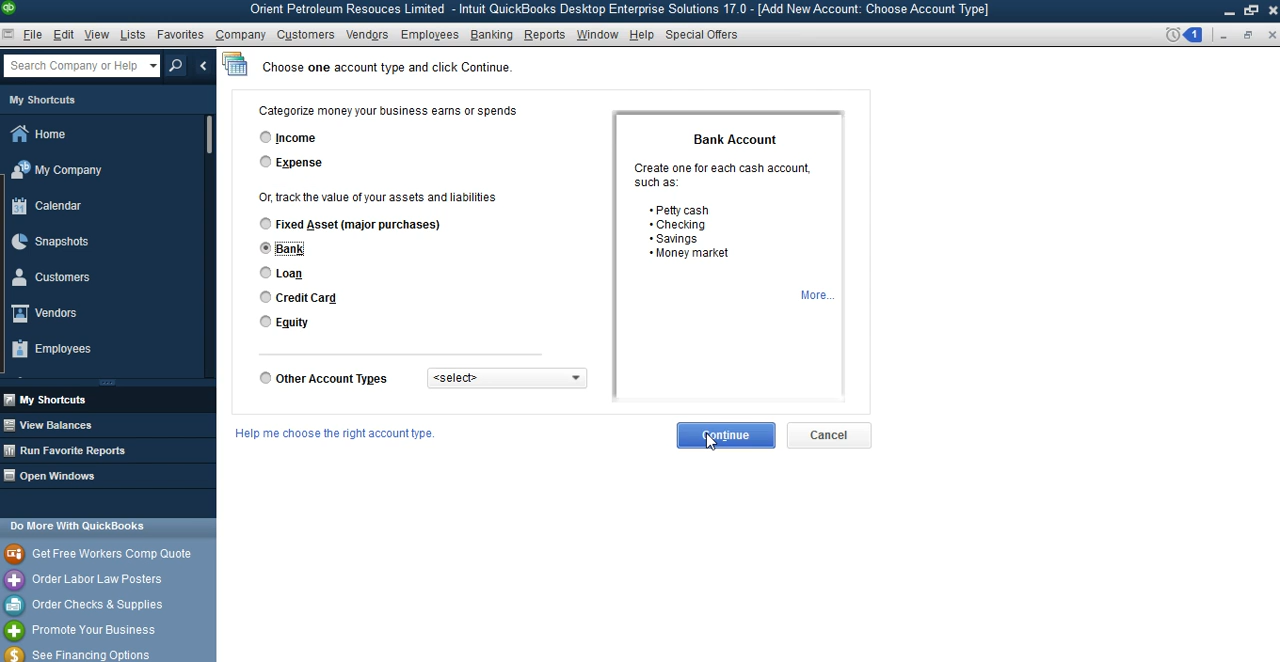 Orient Petroleum Resouces Limited - Intuit QuickBooks Desktop Enterprise Solutions 17.0 - [Add New Account: Choose Account Type]
File Edit View Lists Favorites Company Customers Vendors Employees Banking Reports Window Help Special Offers 1
Search Company or Help
Choose one account type and click Continue.
My Shortcuts
Home
My Company
31 Calendar
Snapshots
Customers
Vendors
Employees
My Shortcuts
View Balances
Run Favorite Reports
Open Windows
Do More With QuickBooks
Get Free Workers Comp Quote
Order Labor Law Posters
Order Checks & Supplies
Promote Your Business
See Financing Options
Categorize money your business earns or spends
Income
Expense
Or, track the value of your assets and liabilities
Fixed Asset (major purchases)
Bank
Loan
Credit Card
Equity
Other Account Types <select>
Bank Account
Create one for each cash account,
such as:
• Petty cash
• Checking
• Savings
• Money market
More...
Help me choose the right account type.
Continue Cancel